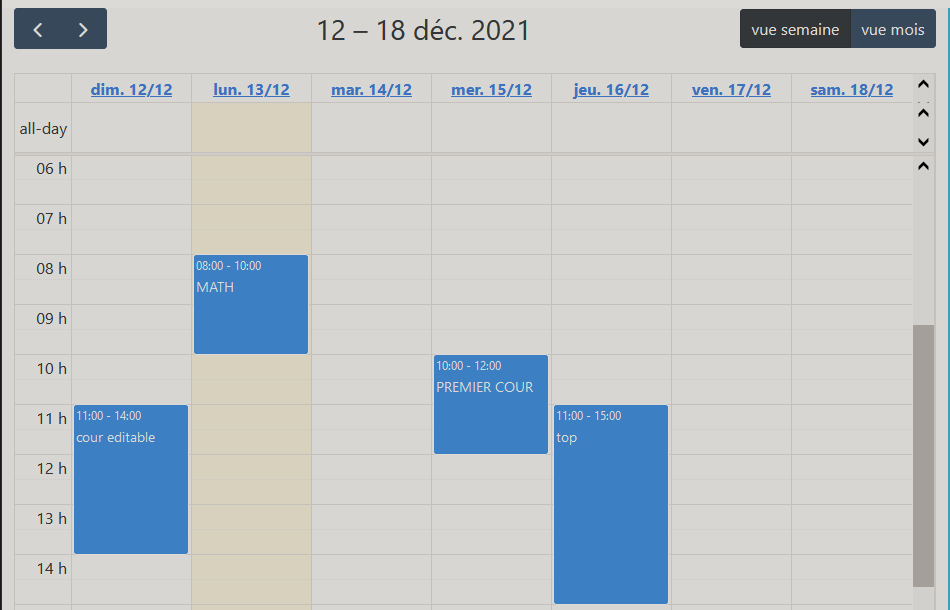 12 – 18 déc. 2021
vue semaine
vue mois
dim. 12/12
lun. 13/12
mar. 14/12
mer. 15/12
jeu. 16/12
ven. 17/12
sam. 18/12
all-day
06 h
07 h
08 h
08:00 - 10:00
MATH
09 h
10 h
10:00 - 12:00
PREMIER COUR
11 h
11:00 - 14:00
cour editable
11:00 - 15:00
top
12 h
13 h
14 h